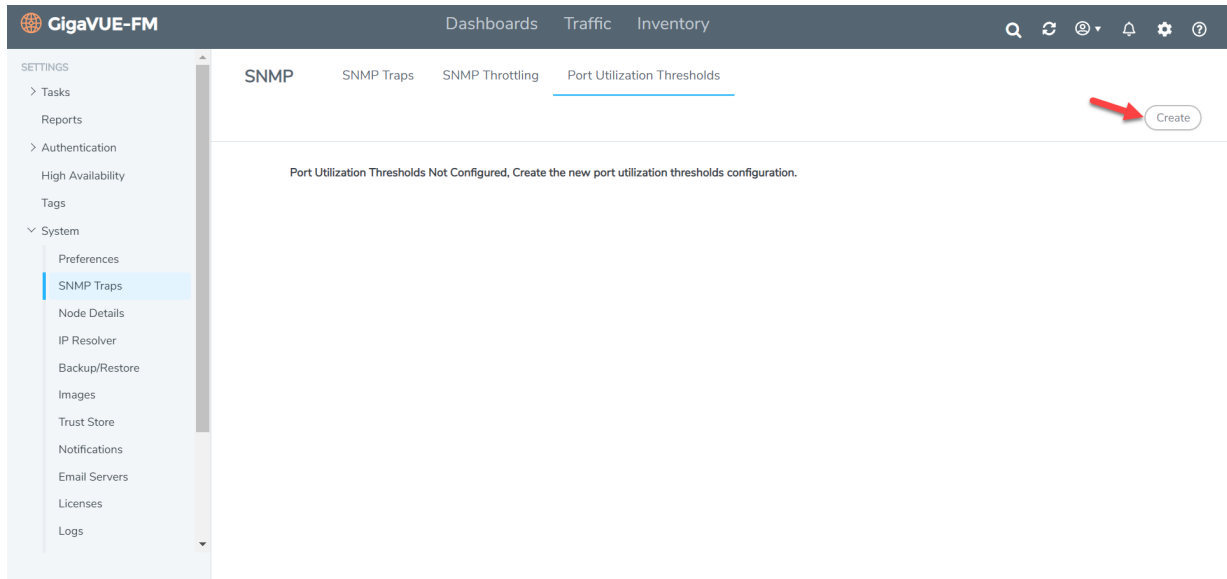 GigaVUE-FM
Dashboards Traffic Inventory
SETTINGS
Tasks
Reports
Authentication
High Availability
Tags
System
Preferences
SNMP Traps
Node Details
IP Resolver
Backup/Restore
Images
Trust Store
Notifications
Email Servers
Licenses
Logs
SNMP SNMP Traps SNMP Throttling Port Utilization Thresholds
Create
Port Utilization Thresholds Not Configured, Create the new port utilization thresholds configuration.